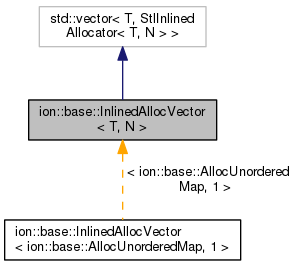 std::vector< T, StlInlined
Allocator< T, N > >
ion::base::InlinedAllocVector
< T, N >
< ion::base::AllocUnordered
Map, 1 >
ion::base::InlinedAllocVector
< ion::base::AllocUnorderedMap, 1 >